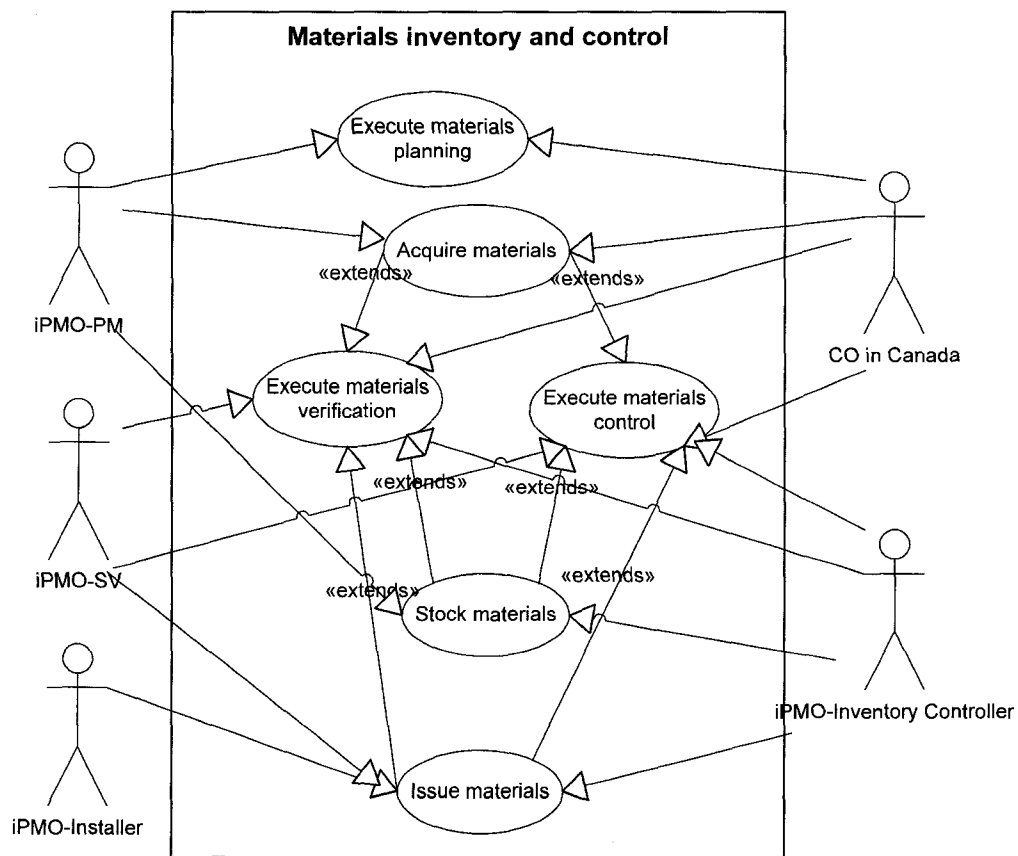 Materials inventory and control
Execute materials
planning
Acquire materials
«extends»
«extends»
iPMO-PM
CO in Canada
Execute materials
verification
Execute materials
control
«extends»
«extends»
iPMO-SV
«extends»
«extends»
Stock materials
iPMO-Inventory Controller
Issue materials
iPMO-Installer